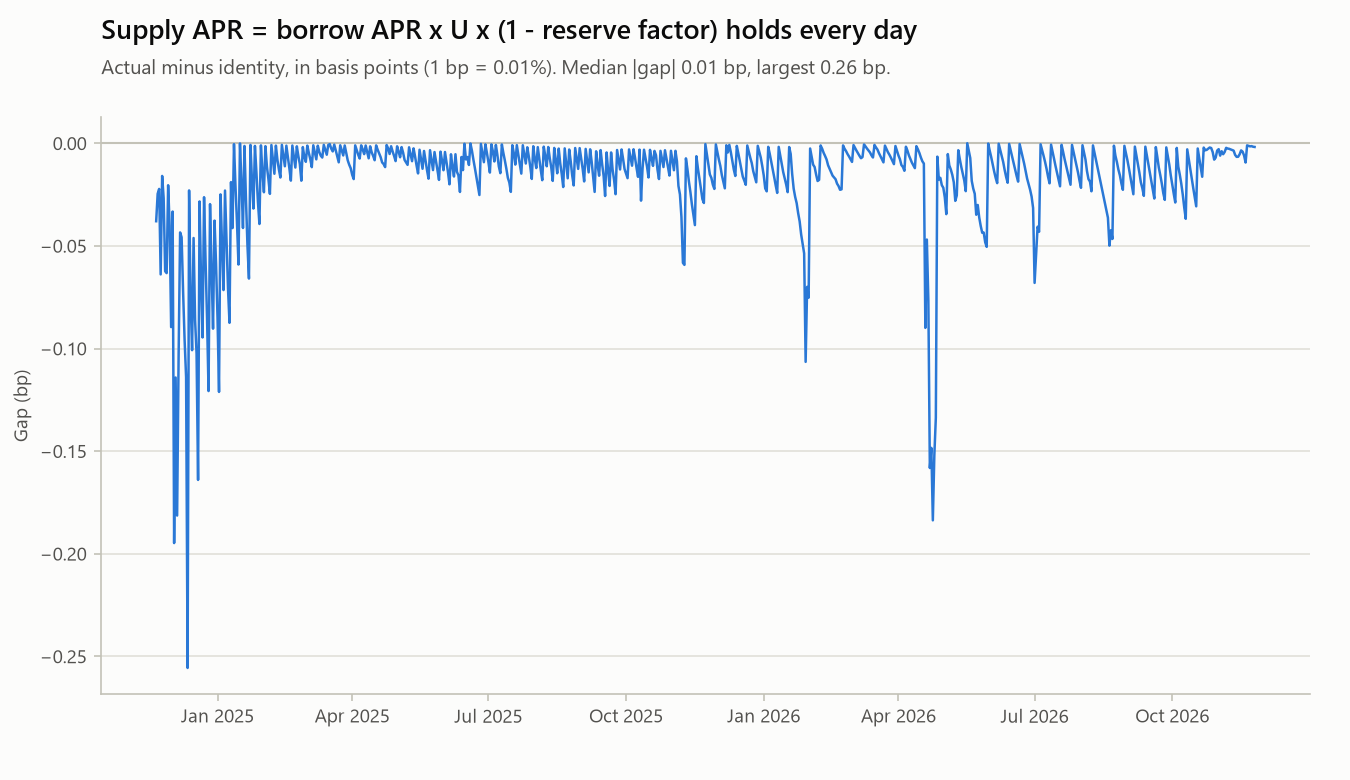 Supply APR = borrow APR x U x (1 - reserve factor) holds every day
Actual minus identity, in basis points (1 bp = 0.01%). Median |gap| 0.01 bp, largest 0.26 bp.
0.00
−0.05
−0.10
−0.15
−0.20
−0.25
Gap (bp)
Jan 2025 Apr 2025 Jul 2025 Oct 2025 Jan 2026 Apr 2026 Jul 2026 Oct 2026